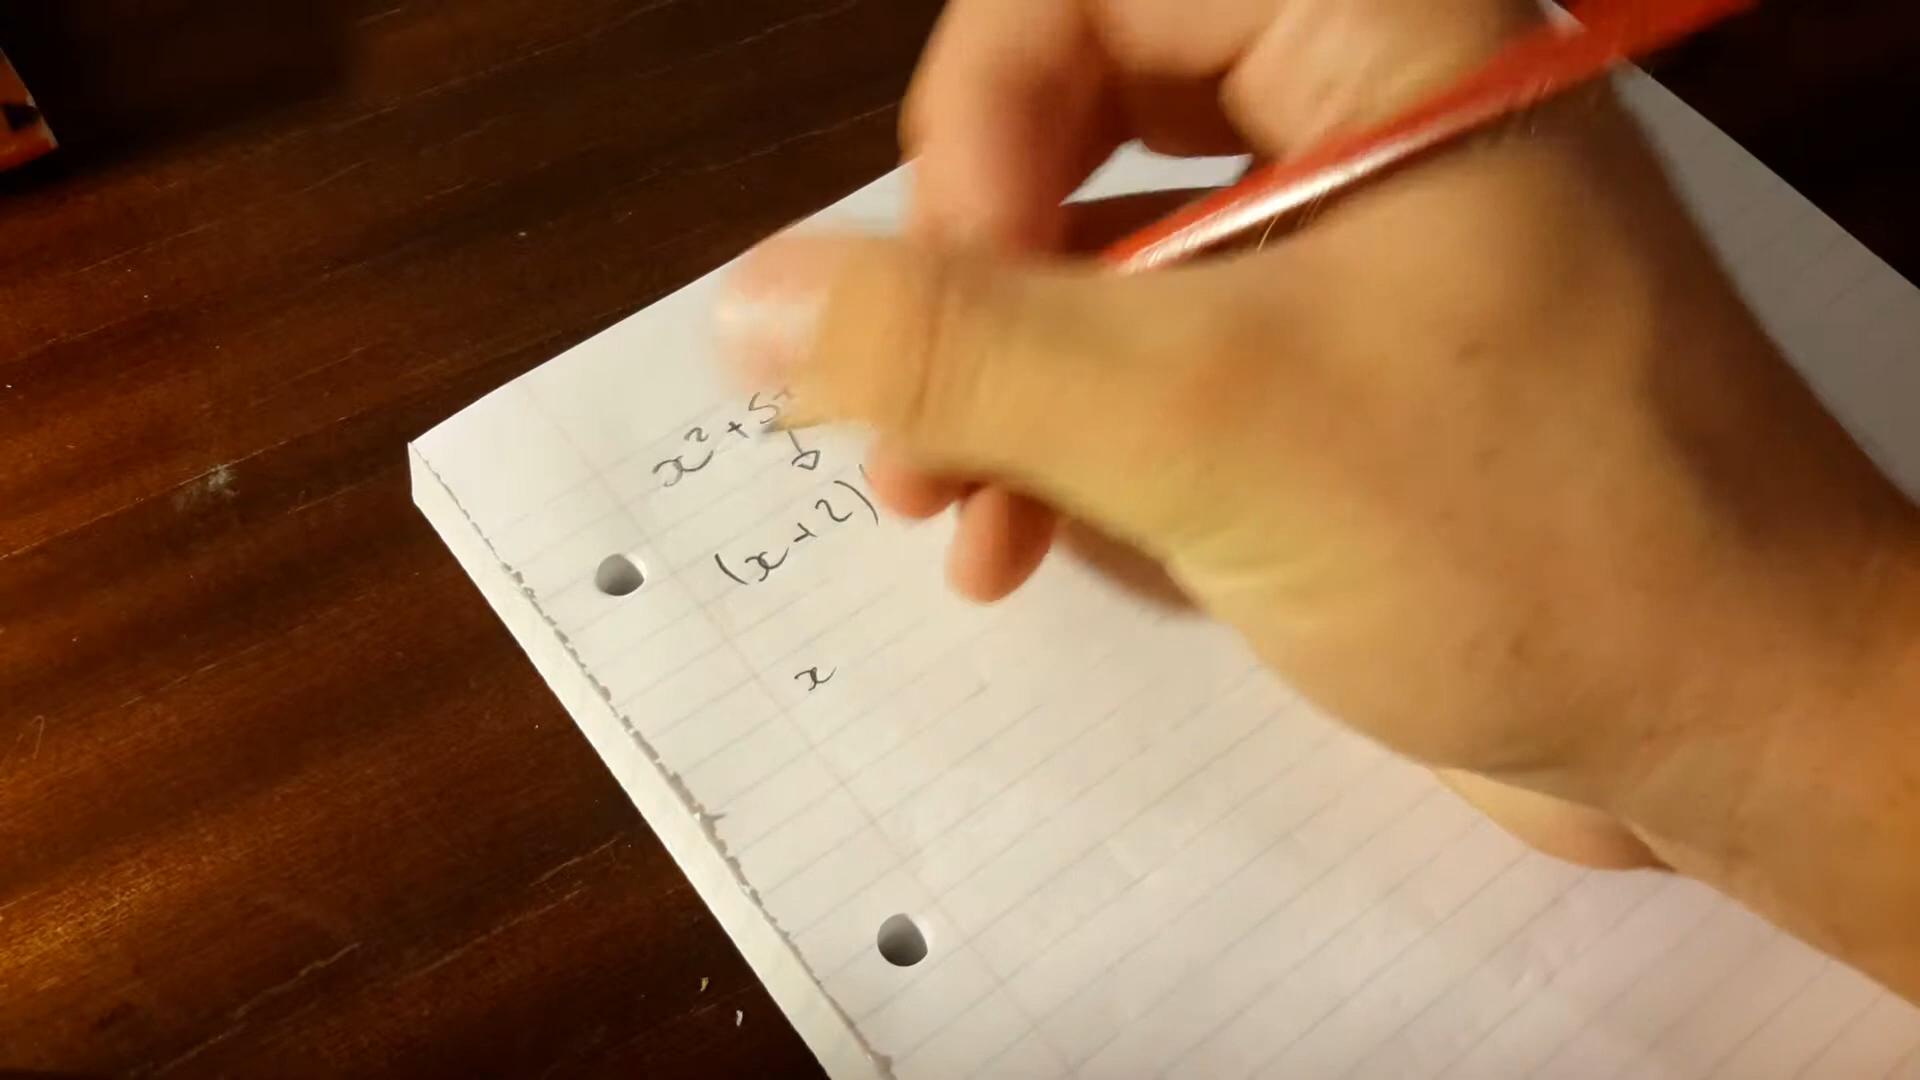 x² + 5
(x + 2)
x